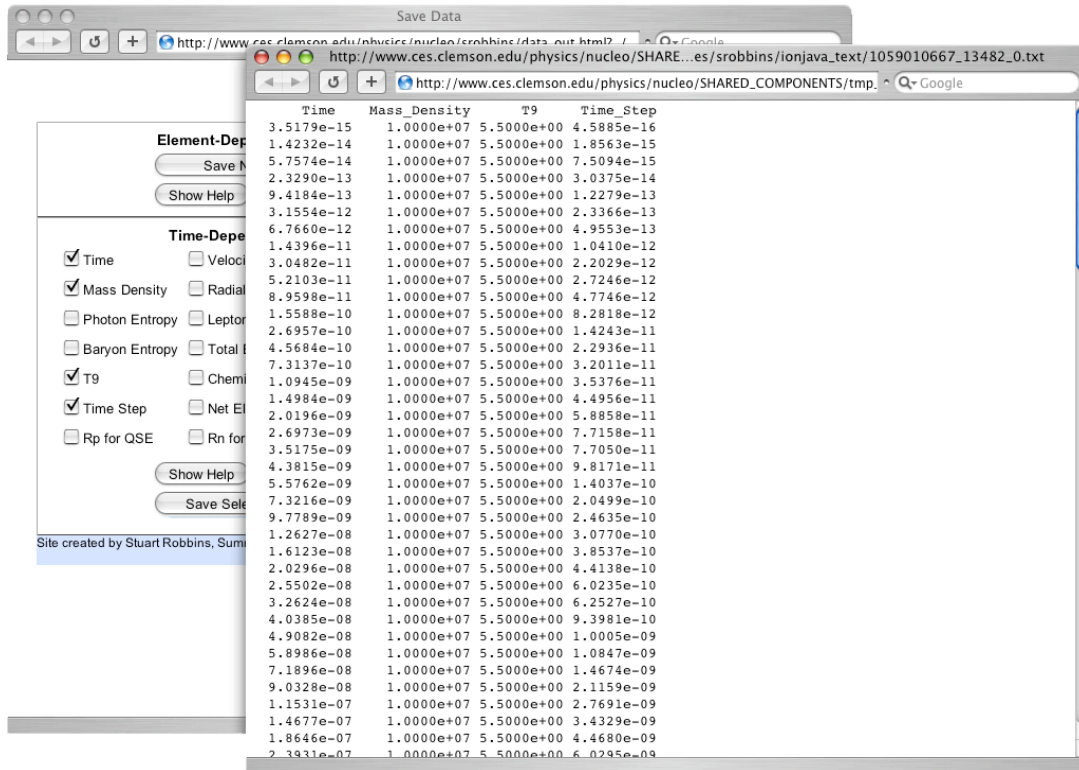 Save Data
http://www.ces.clemson.edu/physics/nucleo/srobbins/data_out.html?
Google
Element-Dep
Save N
Show Help
Time-Depe
Time
Veloci
Mass Density
Radial
Photon Entropy
Lepton
Baryon Entropy
Total
T9
Chemi
Time Step
Net El
Rp for QSE
Rn for
Show Help
Save Sele
Site created by Stuart Robbins, Sum
http://www.ces.clemson.edu/physics/nucleo/SHARE...es/srobbins/ionjava_text/1059010667_13482_0.txt
http://www.ces.clemson.edu/physics/nucleo/SHARED_COMPONENTS/tmp_
Google
Time Mass_Density T9 Time_Step
3.5179e-15 1.0000e+07 5.5000e+00 4.5885e-16
1.4232e-14 1.0000e+07 5.5000e+00 1.8563e-15
5.7574e-14 1.0000e+07 5.5000e+00 7.5094e-15
2.3290e-13 1.0000e+07 5.5000e+00 3.0375e-14
9.4184e-13 1.0000e+07 5.5000e+00 1.2279e-13
3.1554e-12 1.0000e+07 5.5000e+00 2.3366e-13
6.7660e-12 1.0000e+07 5.5000e+00 4.9553e-13
1.4396e-11 1.0000e+07 5.5000e+00 1.0410e-12
3.0482e-11 1.0000e+07 5.5000e+00 2.2029e-12
5.2103e-11 1.0000e+07 5.5000e+00 2.7246e-12
8.9598e-11 1.0000e+07 5.5000e+00 4.7746e-12
1.5588e-10 1.0000e+07 5.5000e+00 8.2818e-12
2.6957e-10 1.0000e+07 5.5000e+00 1.4243e-11
4.5684e-10 1.0000e+07 5.5000e+00 2.2936e-11
7.3137e-10 1.0000e+07 5.5000e+00 3.2011e-11
1.0945e-09 1.0000e+07 5.5000e+00 3.5376e-11
1.4984e-09 1.0000e+07 5.5000e+00 4.4956e-11
2.0196e-09 1.0000e+07 5.5000e+00 5.8858e-11
2.6973e-09 1.0000e+07 5.5000e+00 7.7158e-11
3.5175e-09 1.0000e+07 5.5000e+00 7.7050e-11
4.3815e-09 1.0000e+07 5.5000e+00 9.8171e-11
5.5762e-09 1.0000e+07 5.5000e+00 1.4037e-10
7.3216e-09 1.0000e+07 5.5000e+00 2.0499e-10
9.7789e-09 1.0000e+07 5.5000e+00 2.4635e-10
1.2627e-08 1.0000e+07 5.5000e+00 3.0770e-10
1.6123e-08 1.0000e+07 5.5000e+00 3.8537e-10
2.0296e-08 1.0000e+07 5.5000e+00 4.4138e-10
2.5502e-08 1.0000e+07 5.5000e+00 6.0235e-10
3.2624e-08 1.0000e+07 5.5000e+00 6.2527e-10
4.0385e-08 1.0000e+07 5.5000e+00 9.3981e-10
4.9082e-08 1.0000e+07 5.5000e+00 1.0005e-09
5.8986e-08 1.0000e+07 5.5000e+00 1.0847e-09
7.1896e-08 1.0000e+07 5.5000e+00 1.4674e-09
9.0328e-08 1.0000e+07 5.5000e+00 2.1159e-09
1.1531e-07 1.0000e+07 5.5000e+00 2.7691e-09
1.4677e-07 1.0000e+07 5.5000e+00 3.4329e-09
1.8646e-07 1.0000e+07 5.5000e+00 4.4680e-09
2.3931e-07 1.0000e+07 5.5000e+00 6.0295e-09